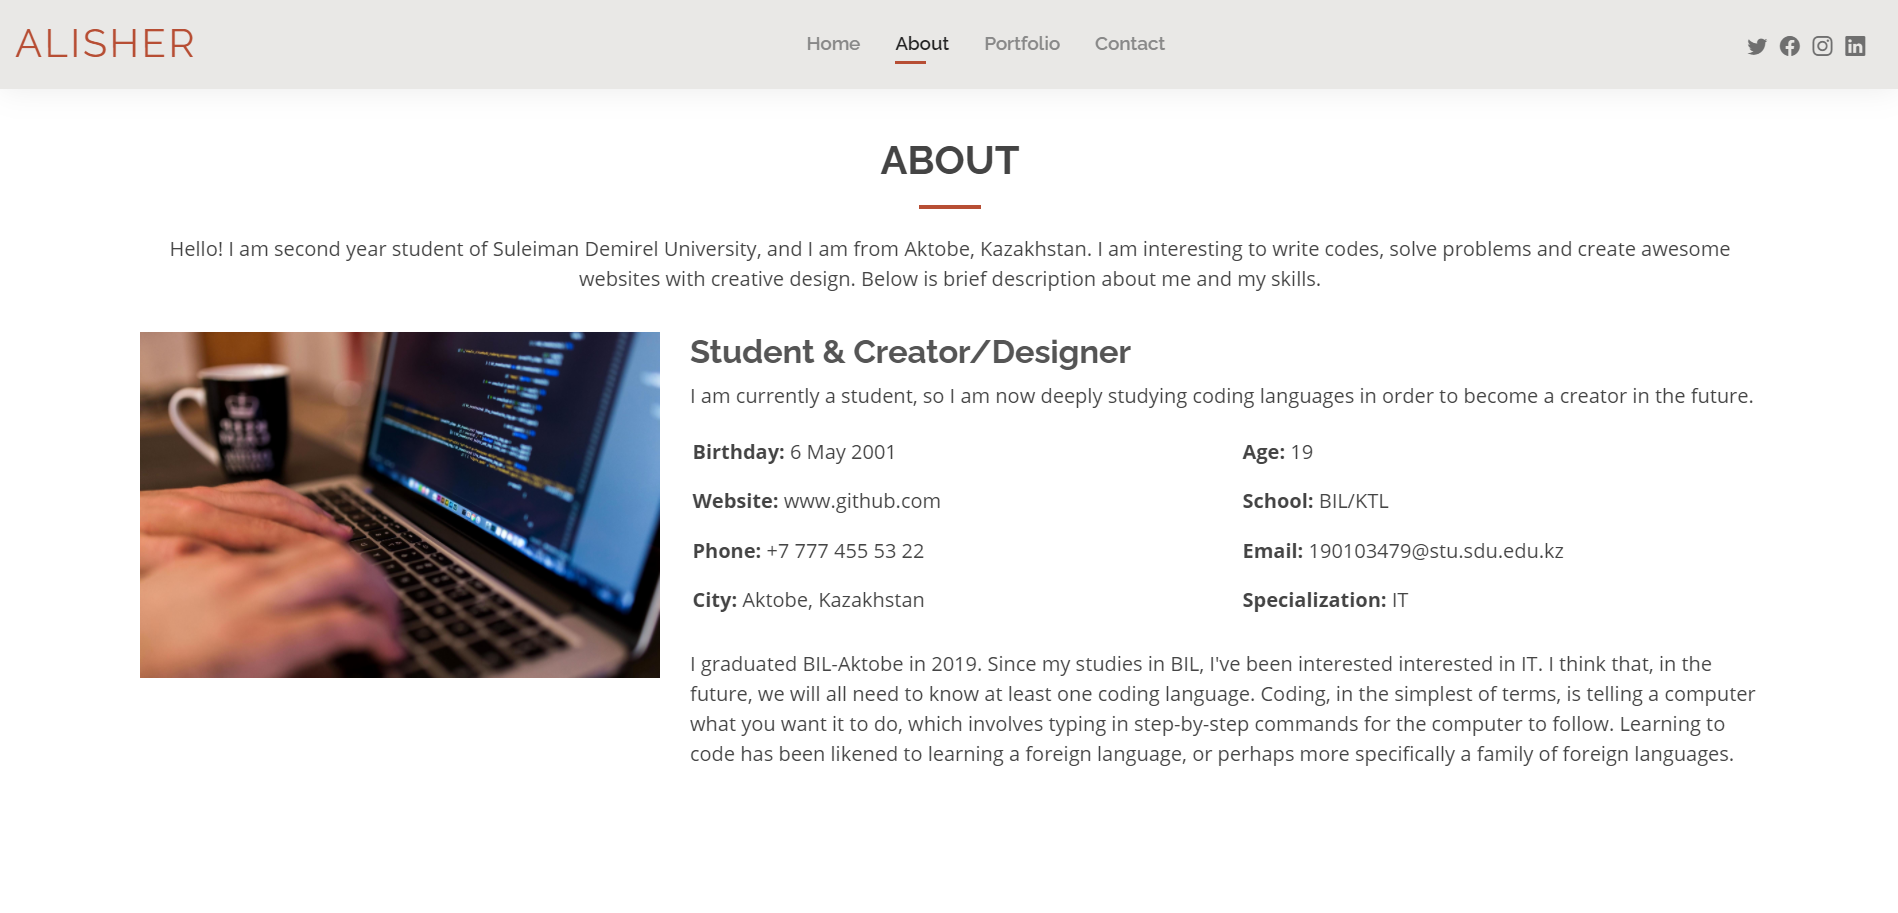 ALISHER
Home About Portfolio Contact
ABOUT
Hello! I am second year student of Suleiman Demirel University, and I am from Aktobe, Kazakhstan. I am interesting to write codes, solve problems and create awesome
websites with creative design. Below is brief description about me and my skills.
Student & Creator/Designer
I am currently a student, so I am now deeply studying coding languages in order to become a creator in the future.
Birthday: 6 May 2001
Age: 19
Website: www.github.com
School: BIL/KTL
Phone: +7 777 455 53 22
Email: 190103479@stu.sdu.edu.kz
City: Aktobe, Kazakhstan
Specialization: IT
I graduated BIL-Aktobe in 2019. Since my studies in BIL, I've been interested interested in IT. I think that, in the
future, we will all need to know at least one coding language. Coding, in the simplest of terms, is telling a computer
what you want it to do, which involves typing in step-by-step commands for the computer to follow. Learning to
code has been likened to learning a foreign language, or perhaps more specifically a family of foreign languages.